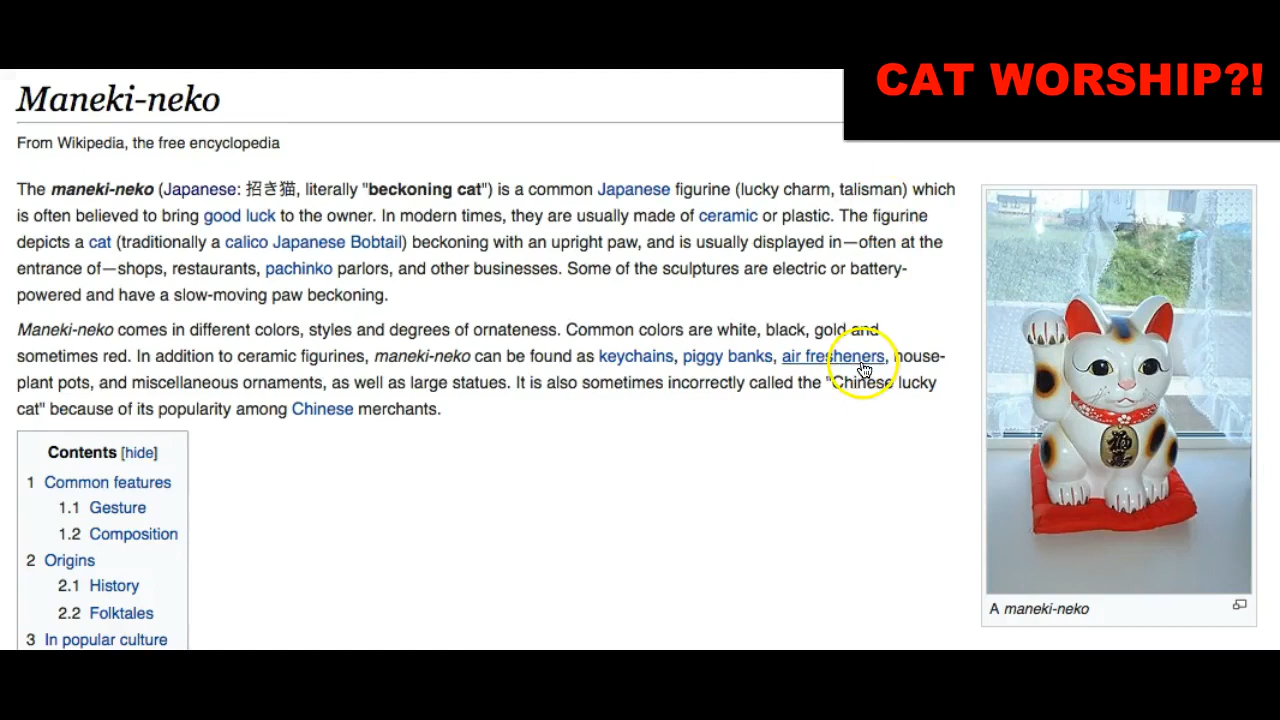 CAT WORSHIP?!
Maneki-neko
From Wikipedia, the free encyclopedia
The maneki-neko (Japanese: 招き猫, literally "beckoning cat") is a common Japanese figurine (lucky charm, talisman) which
is often believed to bring good luck to the owner. In modern times, they are usually made of ceramic or plastic. The figurine
depicts a cat (traditionally a calico Japanese Bobtail) beckoning with an upright paw, and is usually displayed in—often at the
entrance of—shops, restaurants, pachinko parlors, and other businesses. Some of the sculptures are electric or battery-
powered and have a slow-moving paw beckoning.
Maneki-neko comes in different colors, styles and degrees of ornateness. Common colors are white, black, gold and
sometimes red. In addition to ceramic figurines, maneki-neko can be found as keychains, piggy banks, air fresheners, house-
plant pots, and miscellaneous ornaments, as well as large statues. It is also sometimes incorrectly called the "Chinese lucky
cat" because of its popularity among Chinese merchants.
Contents [hide]
1 Common features
1.1 Gesture
1.2 Composition
2 Origins
2.1 History
2.2 Folktales
3 In popular culture
A maneki-neko